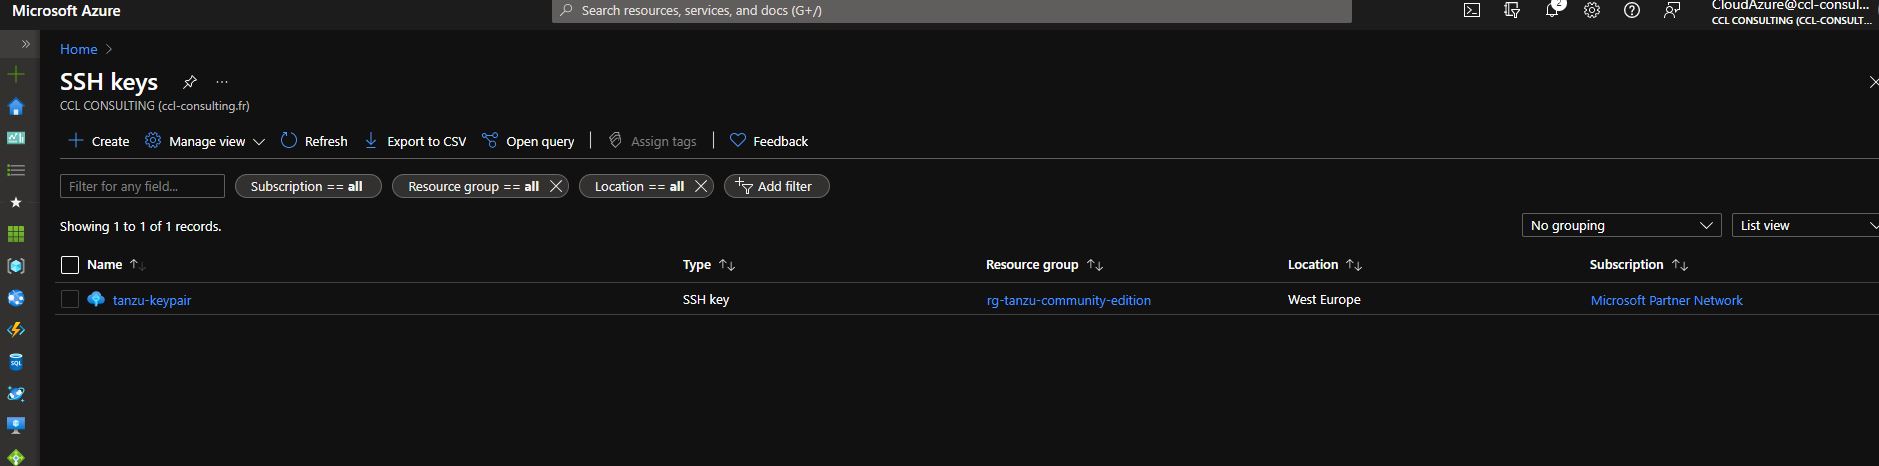 Microsoft Azure
Search resources, services, and docs (G+/)
2
CloudAzure@ccl-consul...
CCL CONSULTING (CCL-CONSULT...
Home
SSH keys
CCL CONSULTING (ccl-consulting.fr)
Create Manage view Refresh Export to CSV Open query Assign tags Feedback
Filter for any field... Subscription == all Resource group == all Location == all Add filter
Showing 1 to 1 of 1 records. No grouping List view
Name Type Resource group Location Subscription
tanzu-keypair SSH key rg-tanzu-community-edition West Europe Microsoft Partner Network
SQL